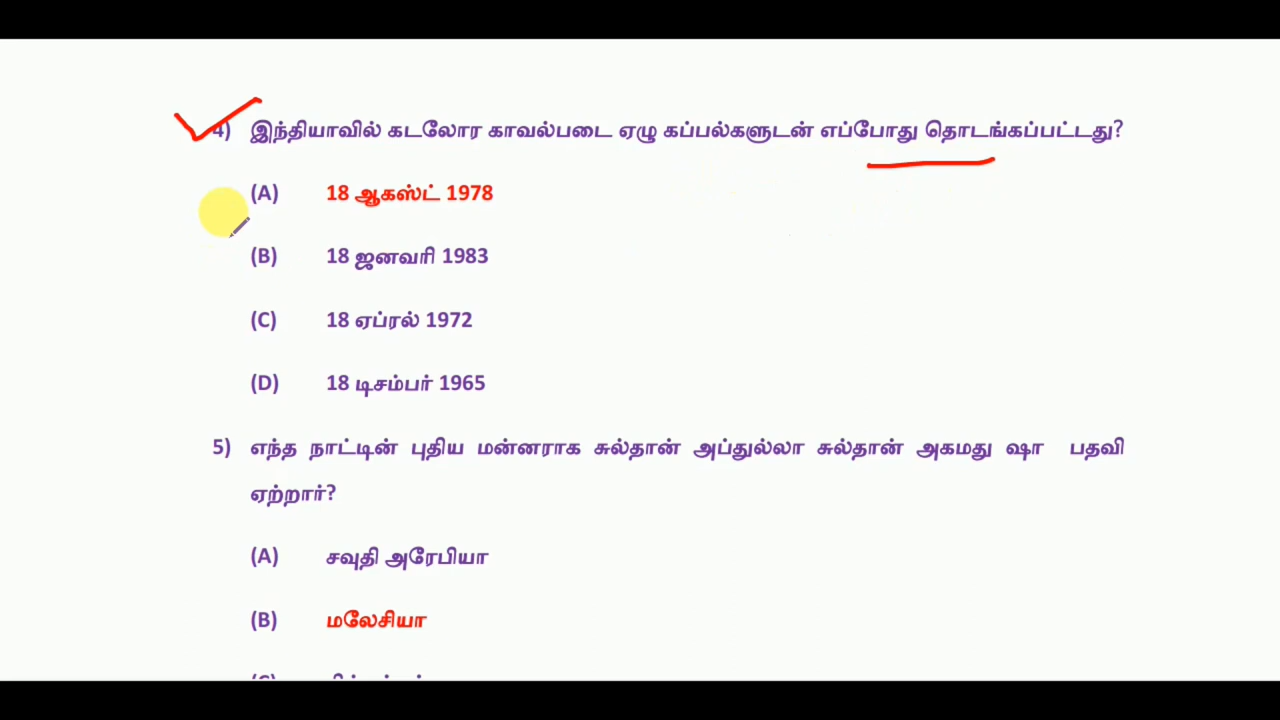 4) இந்தியாவில் கடலோர காவல்படை ஏழு கப்பல்களுடன் எப்போது தொடங்கப்பட்டது?
(A) 18 ஆகஸ்ட் 1978
(B) 18 ஜனவரி 1983
(C) 18 ஏப்ரல் 1972
(D) 18 டிசம்பர் 1965
5) எந்த நாட்டின் புதிய மன்னராக சுல்தான் அப்துல்லா சுல்தான் அகமது ஷா பதவி
ஏற்றார்?
(A) சவுதி அரேபியா
(B) மலேசியா